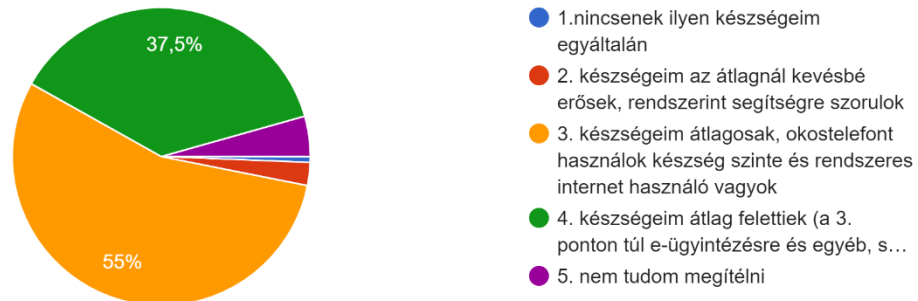 37,5%
55%
1.nincsenek ilyen készségeim
egyáltalán
2. készségeim az átlagnál kevésbé
erősek, rendszerint segítségre szorulok
3. készségeim átlagosak, okostelefont
használok készség szinte és rendszeres
internet használó vagyok
4. készségeim átlag felettiek (a 3.
ponton túl e-ügyintézésre és egyéb, s…
5. nem tudom megítélni